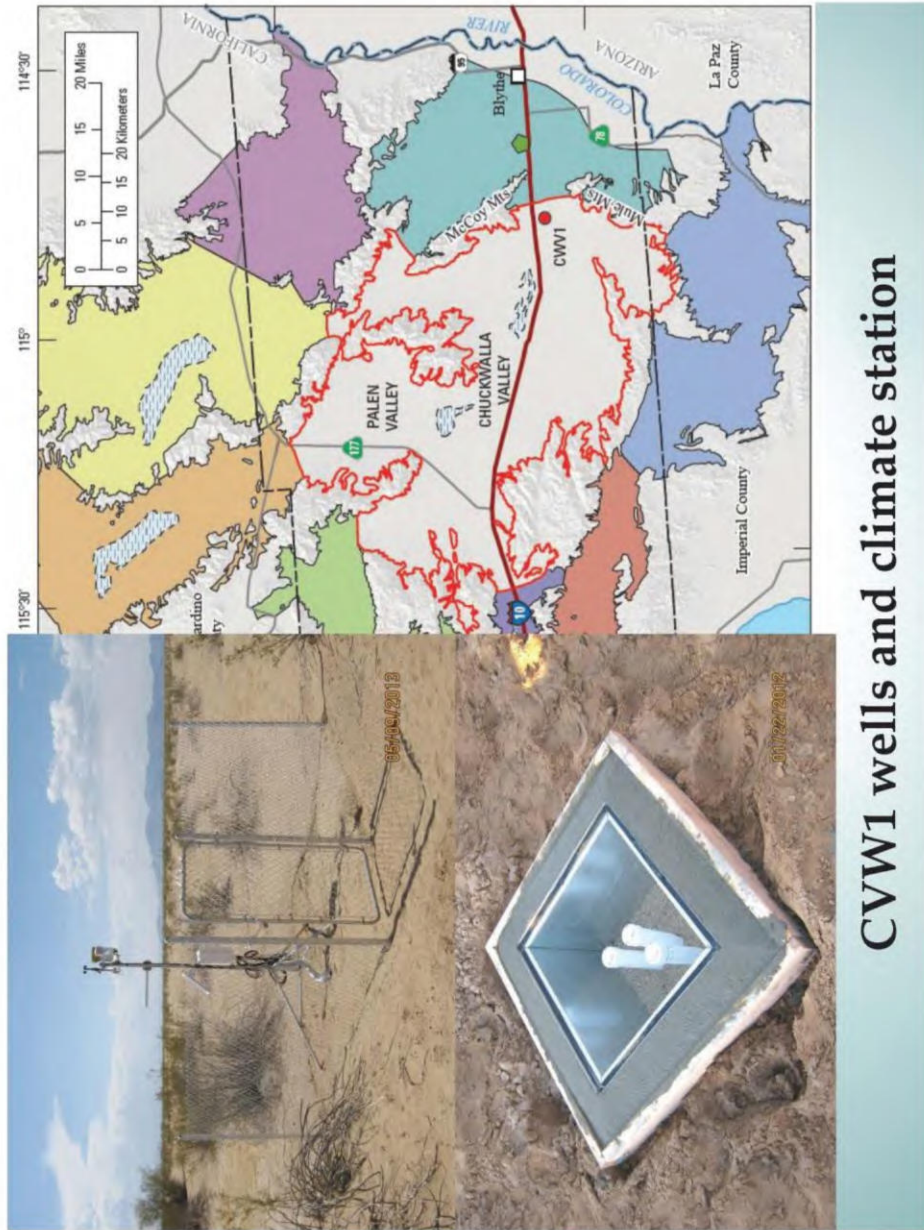 CVW1 wells and climate station
05/09/2013
01/22/2013
115°30'
115°
114°30'
0 5 10 15 20 Miles
0 5 10 15 20 Kilometers
CALIFORNIA
ARIZONA
COLORADO
RIVER
95
Blythe
La Paz
County
78
McCoy Mts
Mule Mts
CWV1
PALEN
VALLEY
177
CHUCKWALLA
VALLEY
10
Imperial County